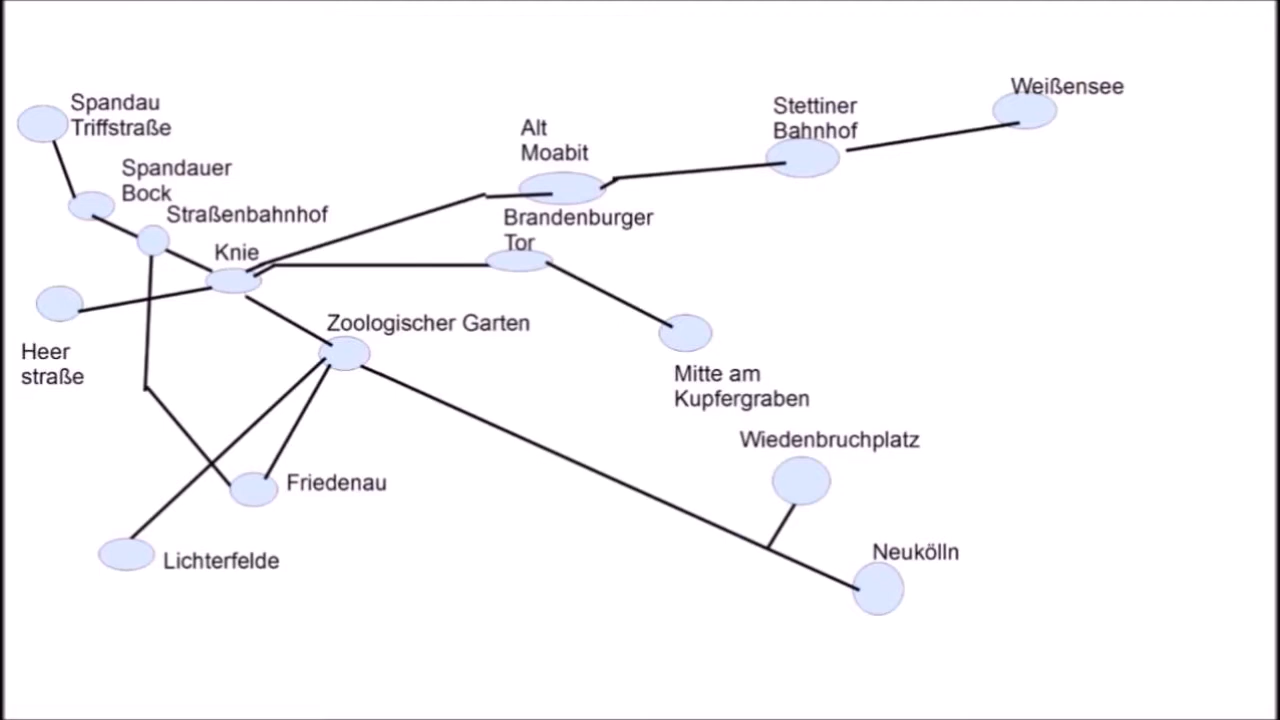 Weißensee
Spandau
Triffstraße
Stettiner
Bahnhof
Alt
Moabit
Spandauer
Bock
Straßenbahnhof
Brandenburger
Tor
Knie
Zoologischer Garten
Heer
straße
Mitte am
Kupfergraben
Wiedenbruchplatz
Friedenau
Neukölln
Lichterfelde